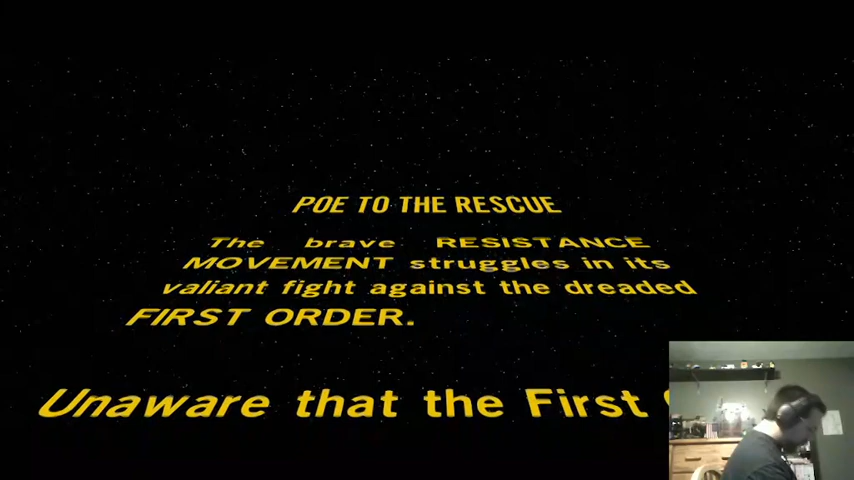 POE TO THE RESCUE
The brave RESISTANCE
MOVEMENT struggles in its
valiant fight against the dreaded
FIRST ORDER.
Unaware that the First